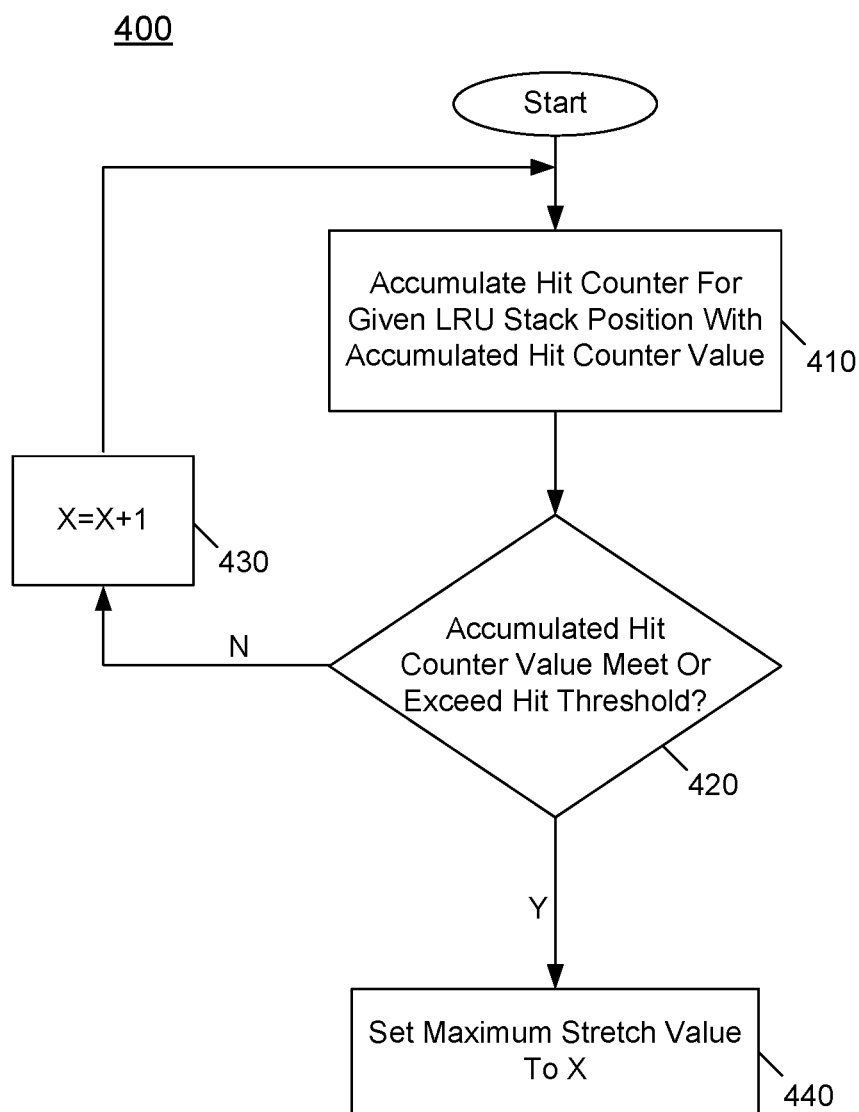 400
Start
Accumulate Hit Counter For
Given LRU Stack Position With
Accumulated Hit Counter Value
410
X=X+1
430
N
Accumulated Hit
Counter Value Meet Or
Exceed Hit Threshold?
420
Y
Set Maximum Stretch Value
To X
440